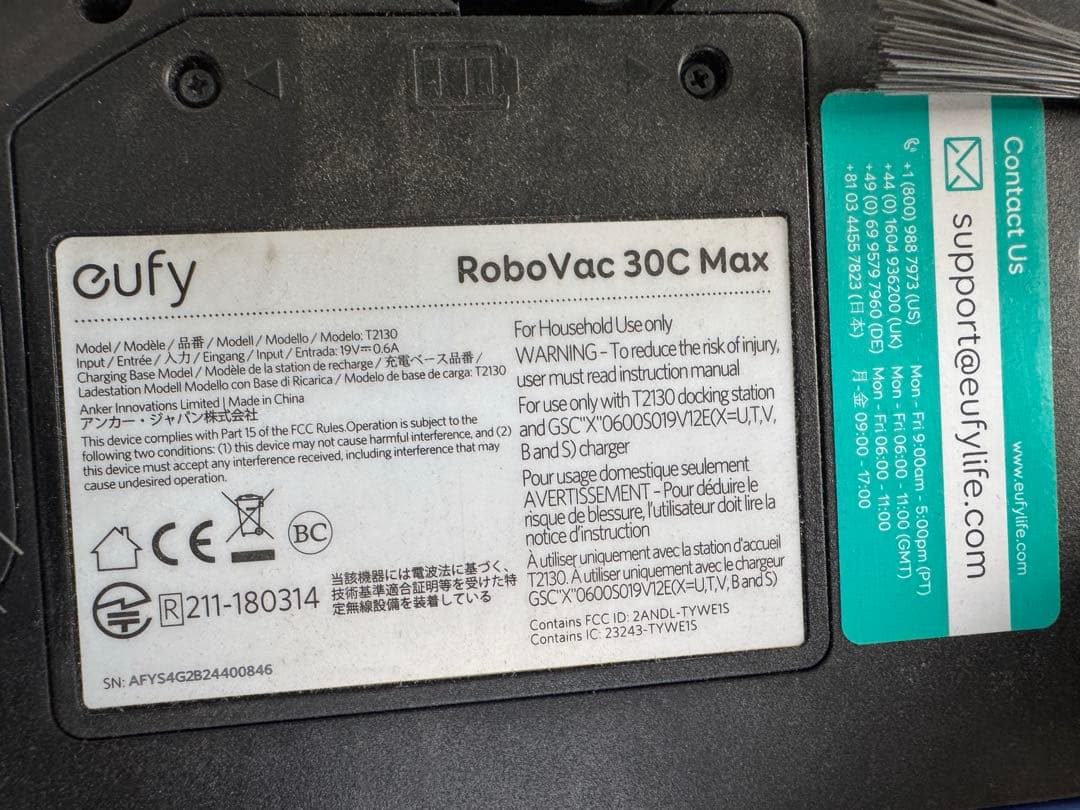 eufy
RoboVac 30C Max
Model / Modèle / 品番 / Modell / Modello / Modelo: T2130
Input / Entrée / 入力 / Eingang / Input / Entrada: 19V⎓0.6A
Charging Base Model / Modèle de la station de recharge / 充電ベース品番 /
Ladestation Modell Modello con Base di Ricarica / Modelo de base de carga: T2130
Anker Innovations Limited | Made in China
アンカー・ジャパン株式会社
This device complies with Part 15 of the FCC Rules.Operation is subject to the
following two conditions: (1) this device may not cause harmful interference, and (2)
this device must accept any interference received, including interference that may
cause undesired operation.
CE
BC
R 211-180314
当該機器には電波法に基づく、
技術基準適合証明等を受けた特
定無線設備を装着している
SN: AFYS4G2B24400846
For Household Use only
WARNING – To reduce the risk of injury,
user must read instruction manual
For use only with T2130 docking station
and GSC"X"0600S019V12E(X=U,T,V,
B and S) charger
Pour usage domestique seulement
AVERTISSEMENT – Pour déduire le
risque de blessure, l'utilisateur doit lire la
notice d'instruction
À utiliser uniquement avec la station d'accueil
T2130. À utiliser uniquement avec le chargeur
GSC"X"0600S019V12E(X=U,T,V, B and S)
Contains FCC ID: 2ANDL-TYWE1S
Contains IC: 23243-TYWE1S
Contact Us
www.eufylife.com
support@eufylife.com
+1 (800) 988 7973 (US) Mon - Fri 9:00am - 5:00pm (PT)
+44 (0) 1604 936200 (UK) Mon - Fri 06:00 - 11:00 (GMT)
+49 (0) 69 9579 7960 (DE) Mon - Fri 06:00 - 11:00
+81 03 4455 7823 (日本) 月-金 09:00 - 17:00